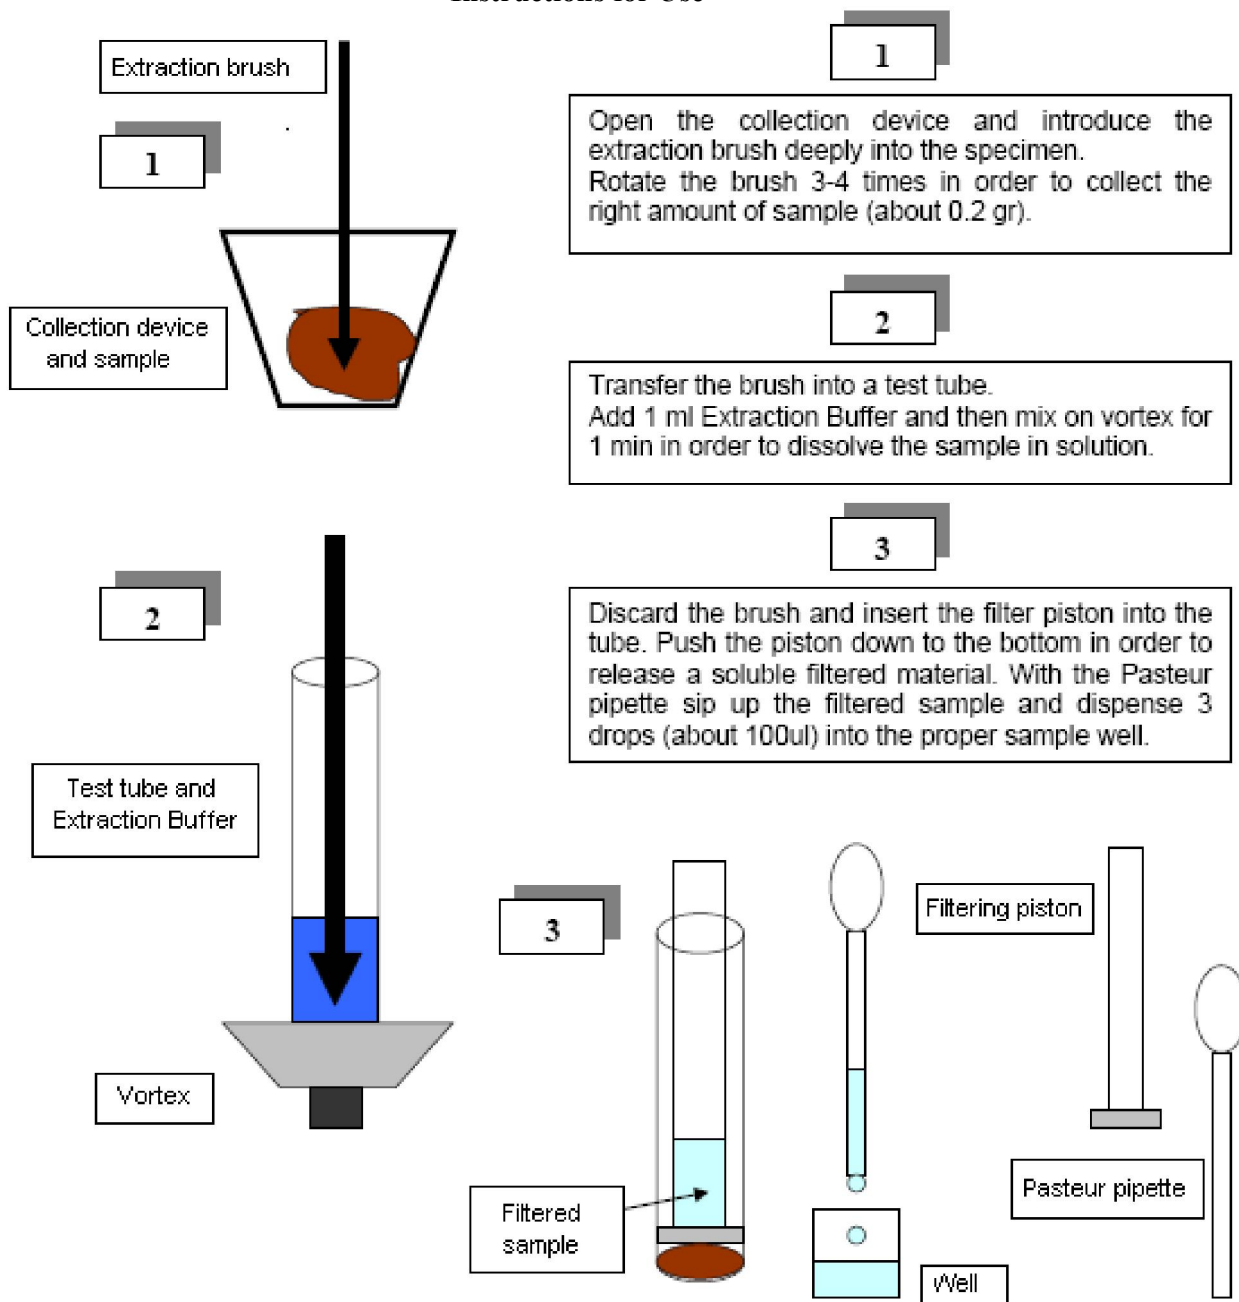 Instructions for Use
Extraction brush
1
Collection device
and sample
1
Open the collection device and introduce the
extraction brush deeply into the specimen.
Rotate the brush 3-4 times in order to collect the
right amount of sample (about 0.2 gr).
2
Transfer the brush into a test tube.
Add 1 ml Extraction Buffer and then mix on vortex for
1 min in order to dissolve the sample in solution.
3
Discard the brush and insert the filter piston into the
tube. Push the piston down to the bottom in order to
release a soluble filtered material. With the Pasteur
pipette sip up the filtered sample and dispense 3
drops (about 100ul) into the proper sample well.
2
Test tube and
Extraction Buffer
Vortex
3
Filtered
sample
Filtering piston
Pasteur pipette
Well